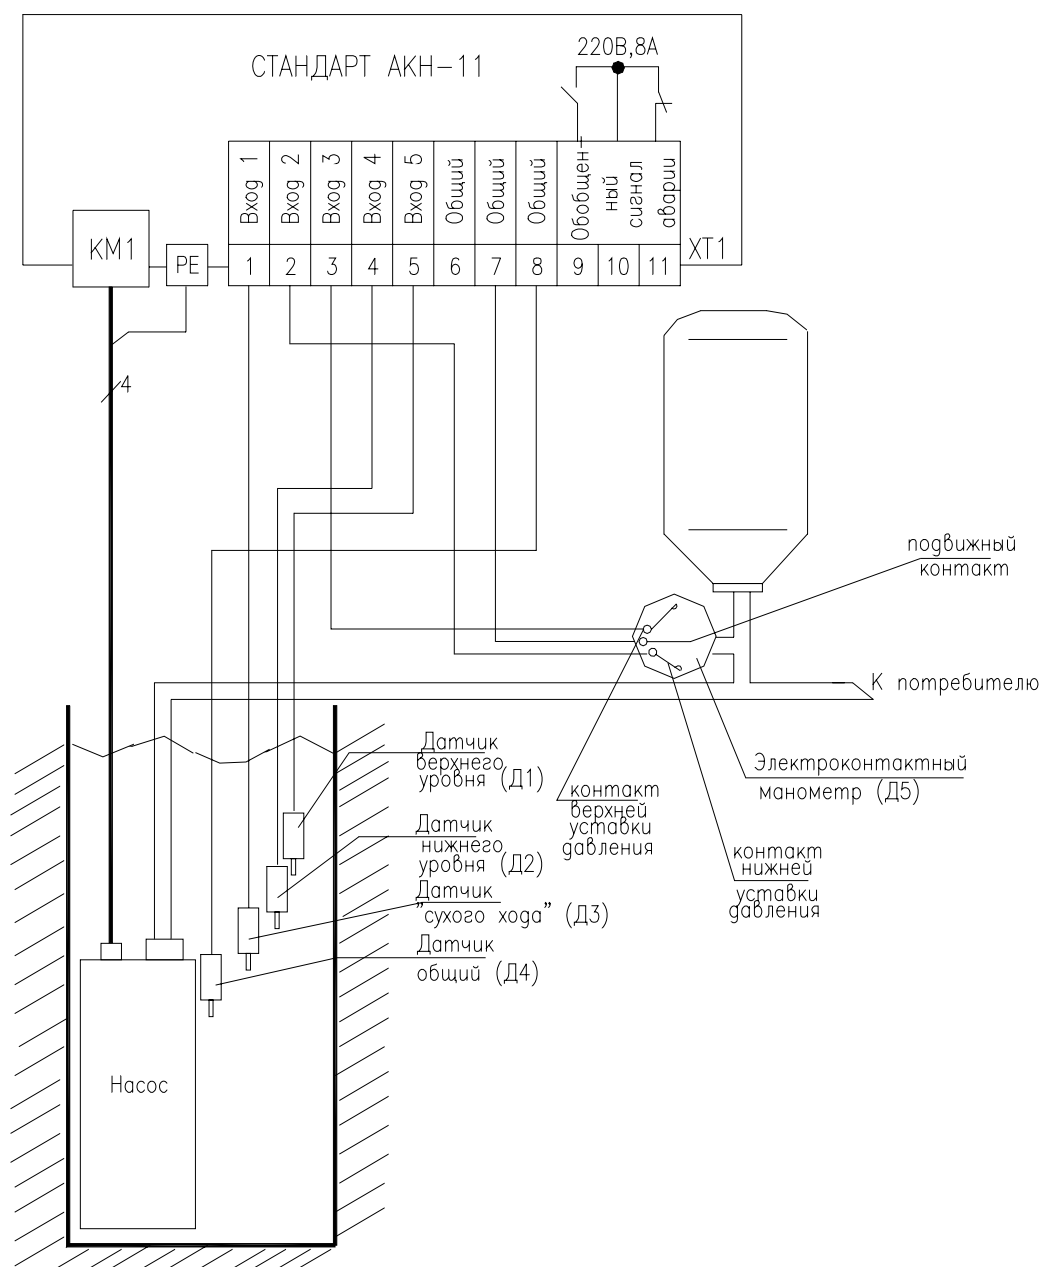 220В,8А
СТАНДАРТ АКН-11
Вход 1
Вход 2
Вход 3
Вход 4
Вход 5
Общий
Общий
Общий
Обобщен-
ный
сигнал
аварии
КМ1
РЕ
1
2
3
4
5
6
7
8
9
10
11
ХТ1
4
подвижный
контакт
К потребителю
Датчик
верхнего
уровня (Д1)
Электроконтактный
манометр (Д5)
контакт
верхней
уставки
давления
Датчик
нижнего
уровня (Д2)
контакт
нижней
уставки
давления
Датчик
"сухого хода" (Д3)
Датчик
общий (Д4)
Насос